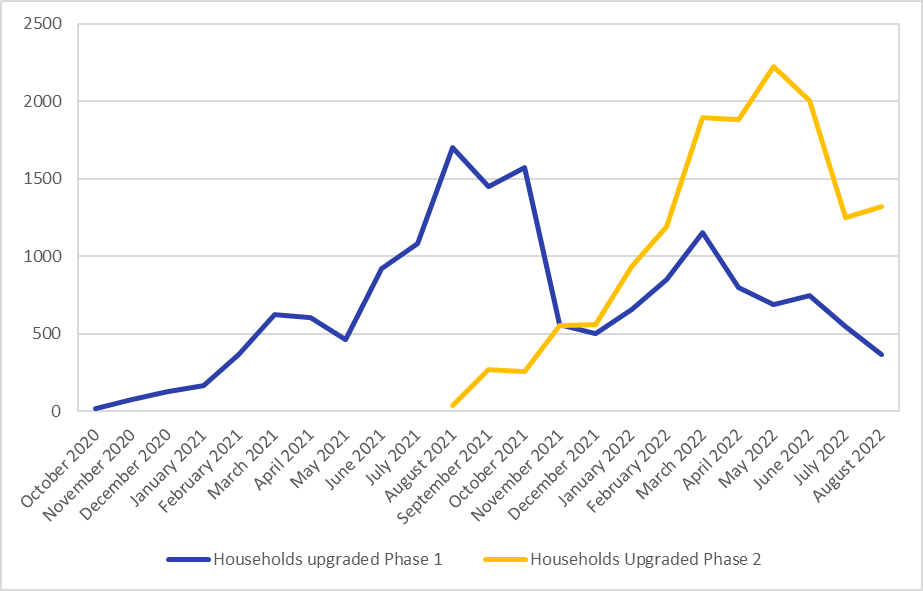 2500
2000
1500
1000
500
0
October 2020
November 2020
December 2020
January 2021
February 2021
March 2021
April 2021
May 2021
June 2021
July 2021
August 2021
September 2021
October 2021
November 2021
December 2021
January 2022
February 2022
March 2022
April 2022
May 2022
June 2022
July 2022
August 2022
Households upgraded Phase 1
Households Upgraded Phase 2